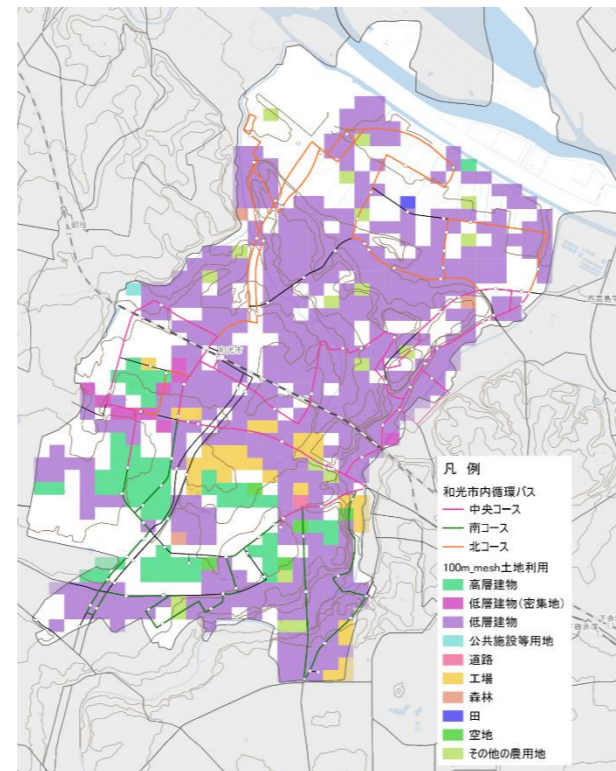 和光市
凡 例
和光市内循環バス
中央コース
南コース
北コース
100m_mesh土地利用
高層建物
低層建物(密集地)
低層建物
公共施設等用地
道路
工場
森林
田
空地
その他の農用地